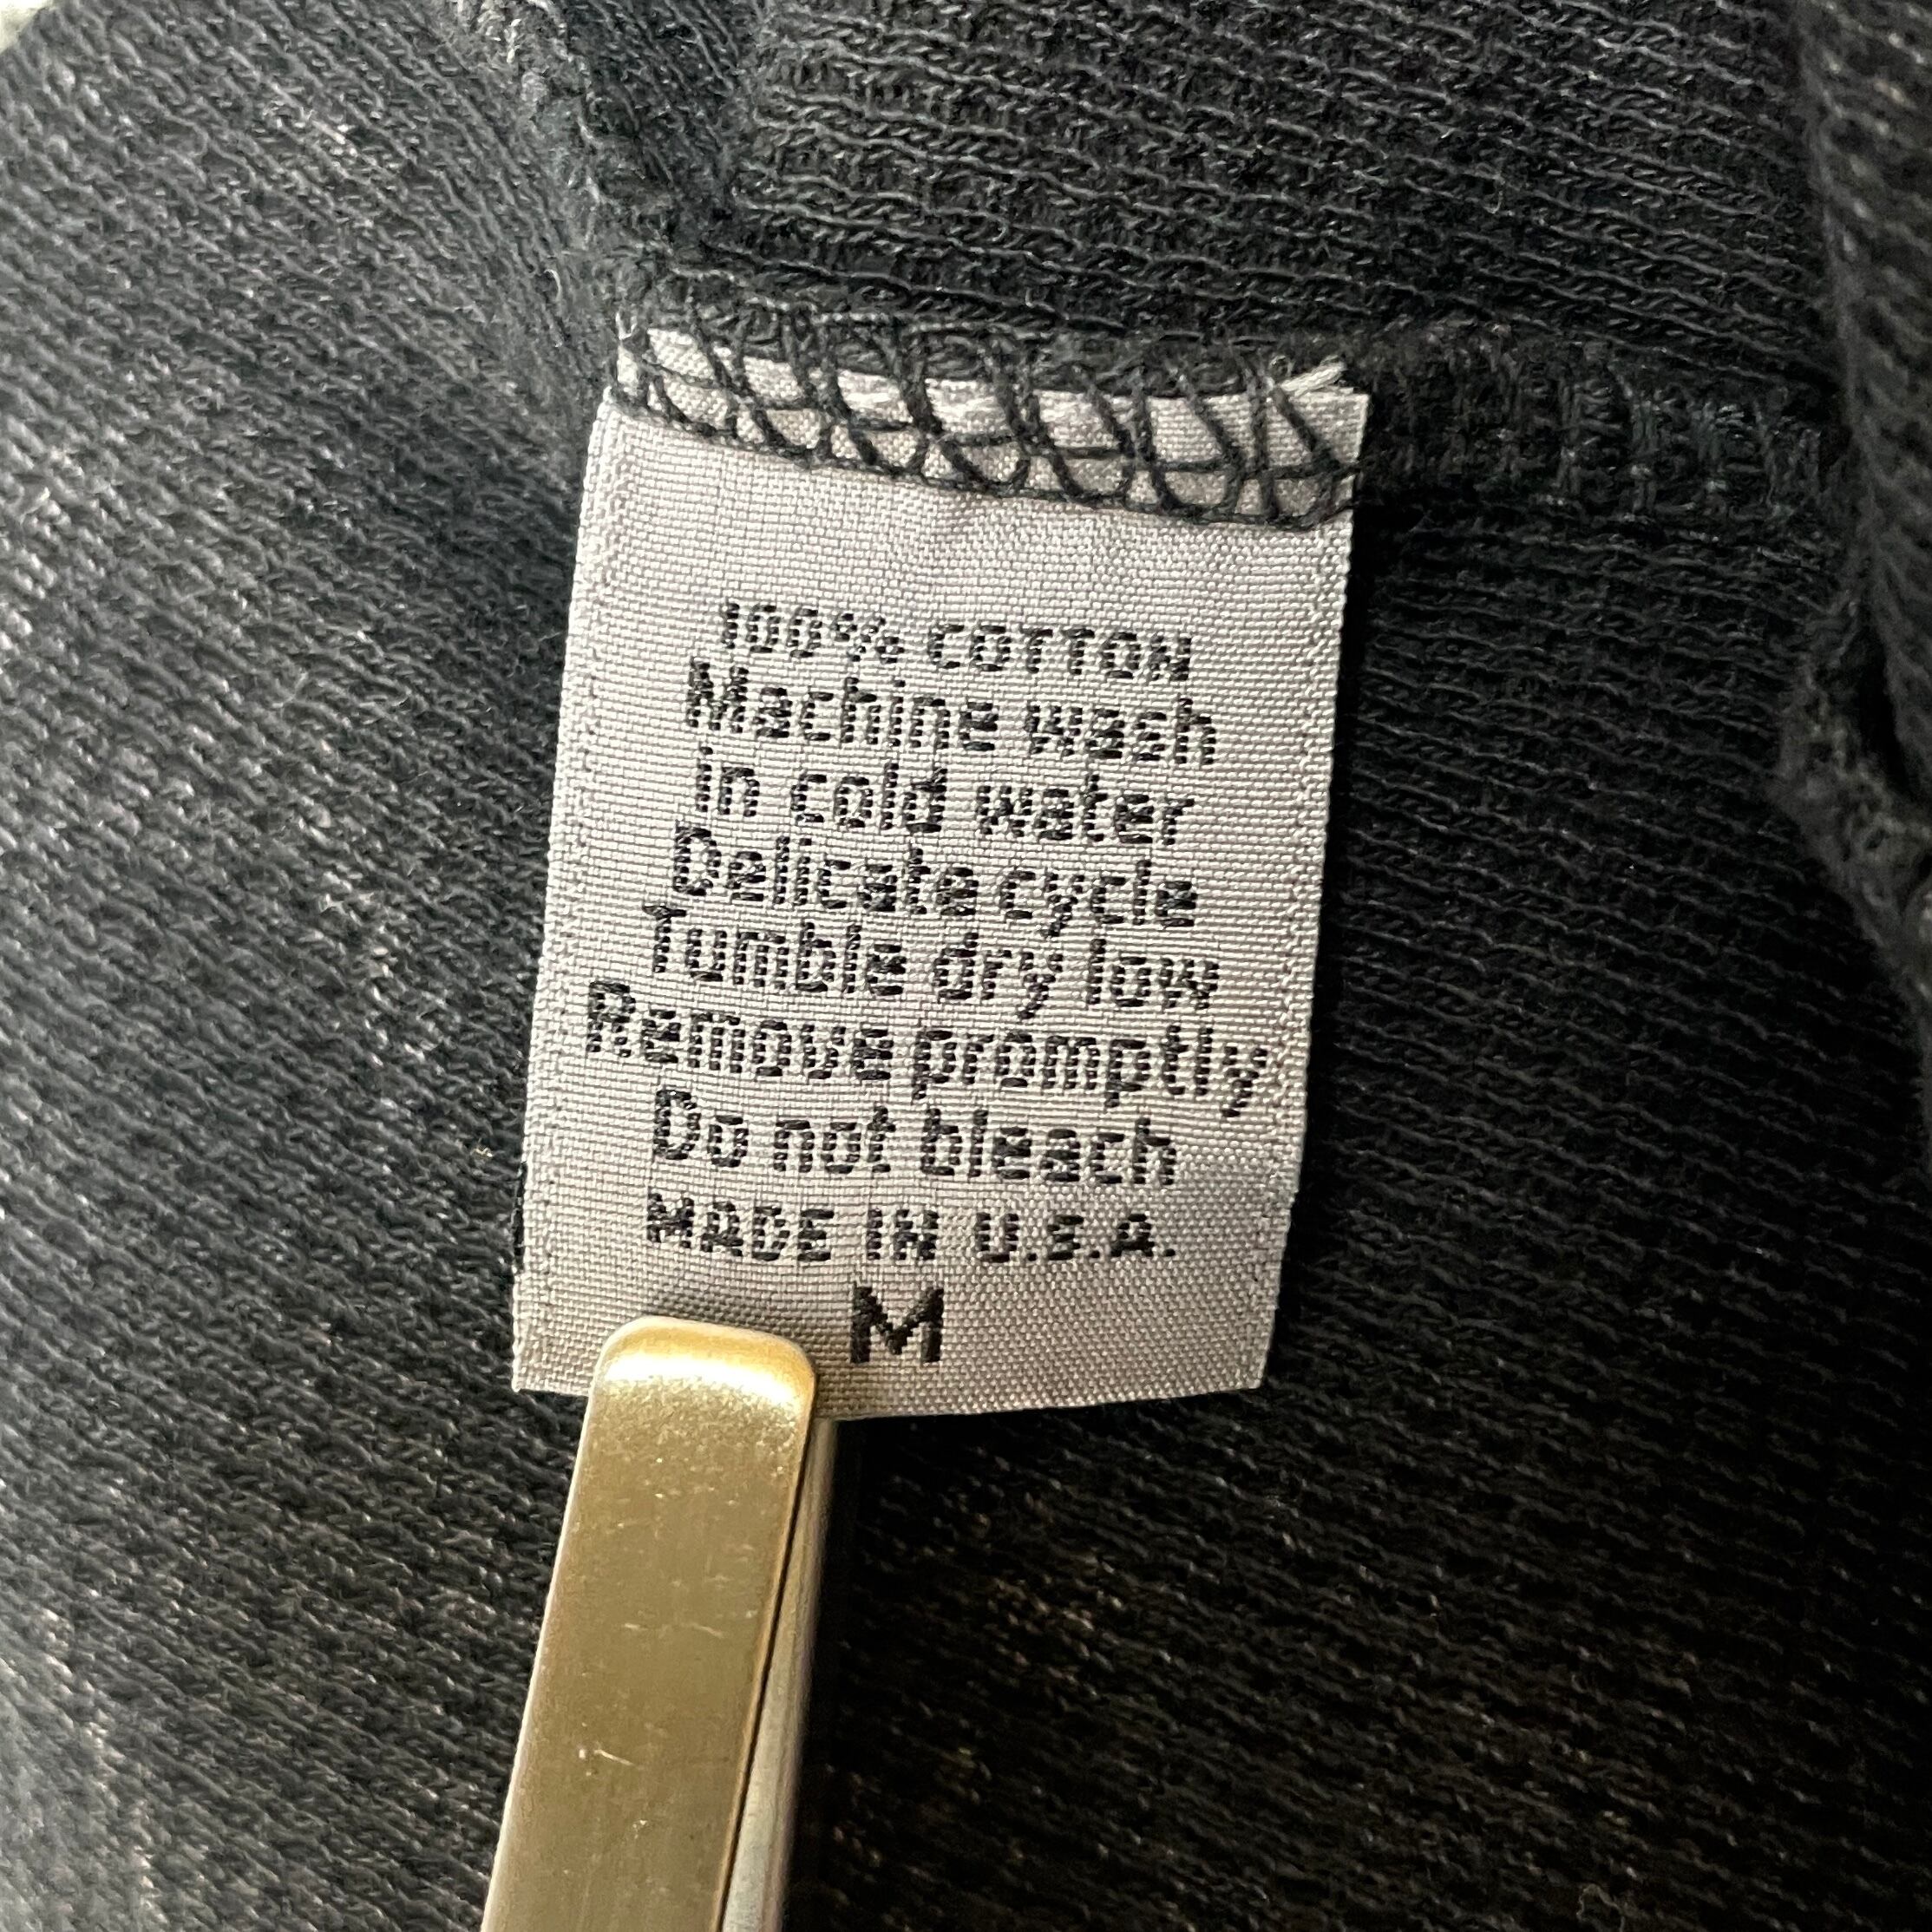 100% COTTON
Machine wash
in cold water
Delicate cycle
Tumble dry low
Remove promptly
Do not bleach
MADE IN U.S.A.
M